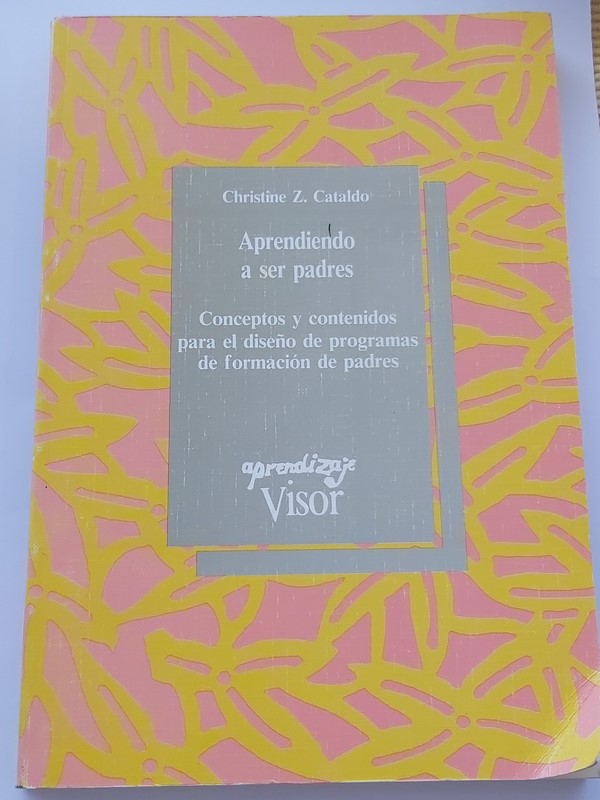 Christine Z. Cataldo
Aprendiendo
a ser padres
Conceptos y contenidos
para el diseño de programas
de formación de padres
aprendizaje
Visor